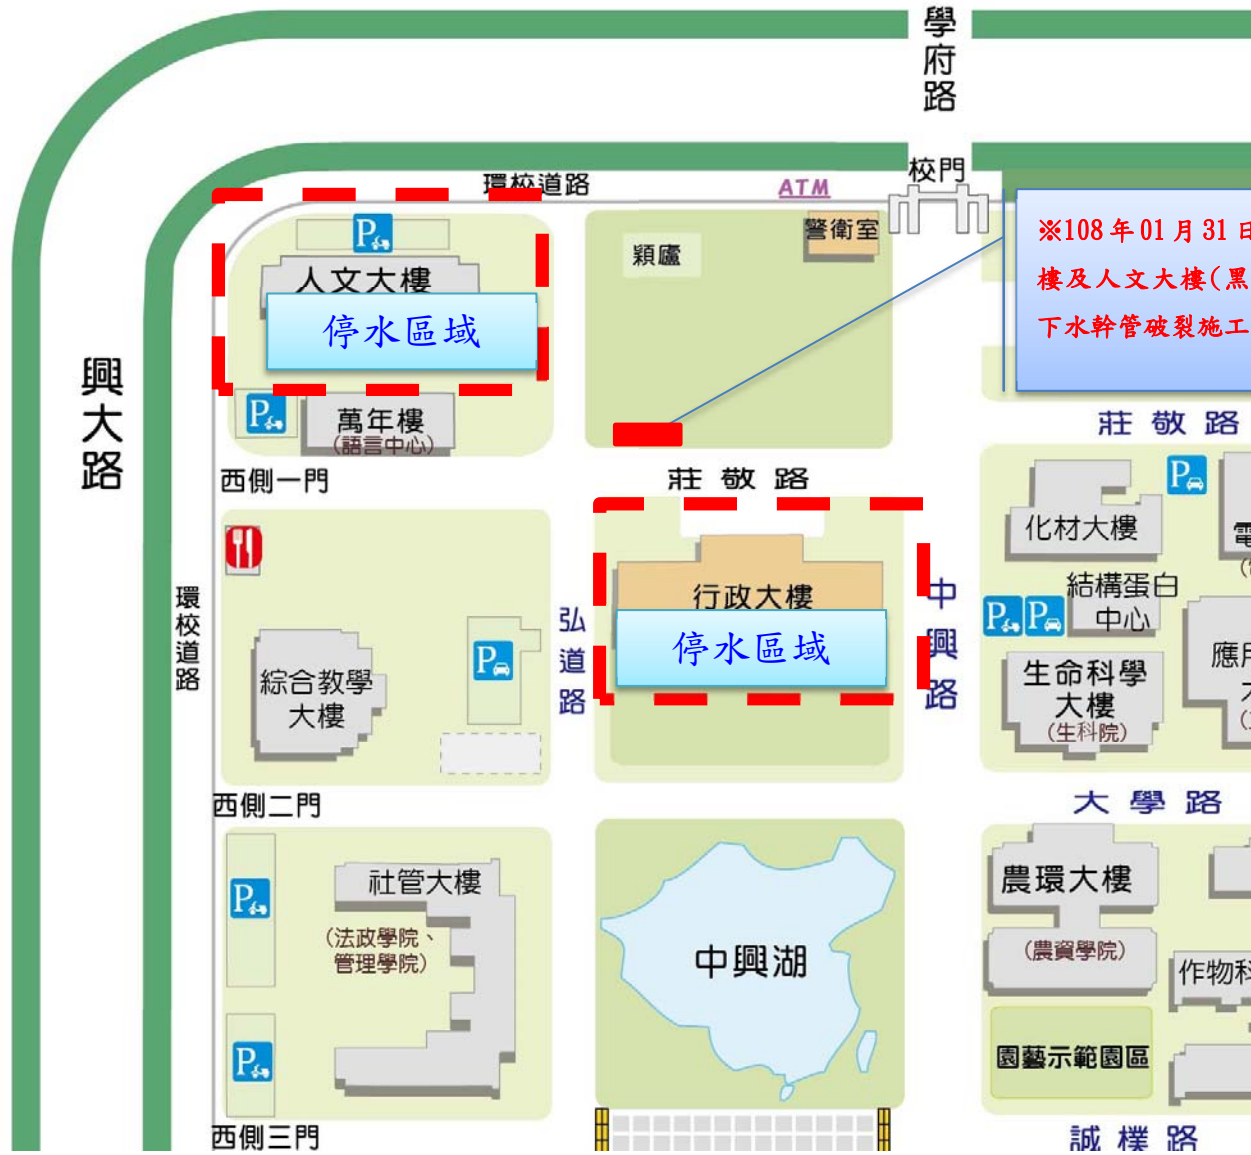 學府路
校門
環校道路
ATM
警衛室
穎廬
※108年01月31日
樓及人文大樓(黑
下水幹管破裂施工
人文大樓
停水區域
興大路
萬年樓
(語言中心)
莊敬路
西側一門
莊敬路
化材大樓
電
行政大樓
停水區域
結構蛋白
中心
環校道路
弘道路
中興路
綜合教學
大樓
生命科學
大樓
(生科院)
應用
大
西側二門
大學路
社管大樓
(法政學院、
管理學院)
中興湖
農環大樓
(農資學院)
作物科
園藝示範園區
西側三門
誠樸路
P
P
P
P
P
P
P
P